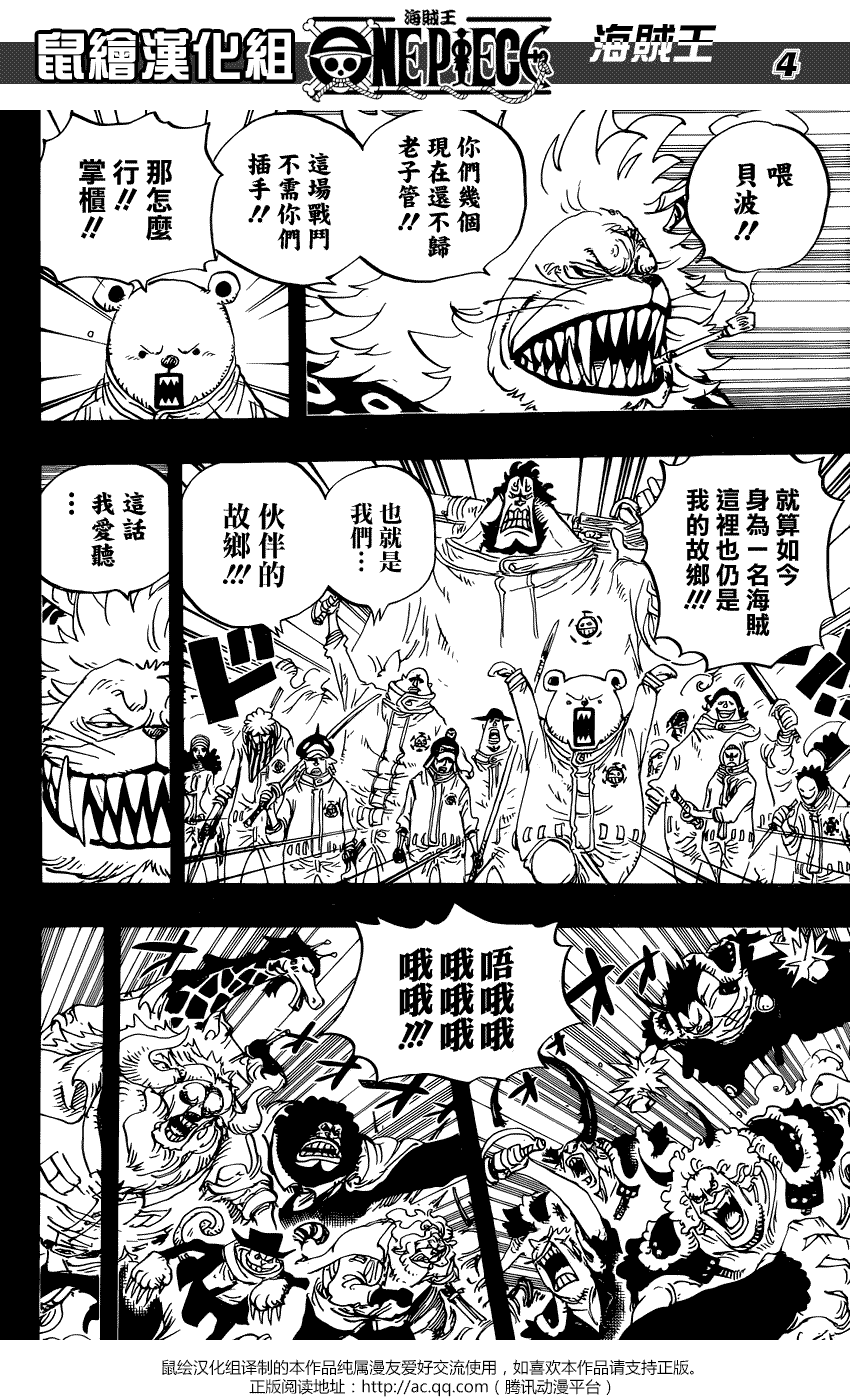 鼠繪漢化組
海賊王
ONE PIECE
海賊王
4
喂
貝波!!
你們幾個
現在還不歸
老子管!!
這場戰鬥
不需你們
插手!!
那怎麼
行!!
掌櫃!!
就算如今
身為一名海賊
這裡也仍是
我的故鄉!!!
也就是
我們…
伙伴的
故鄉!!!
ドン!!
這話
我愛聽
…
唔哦哦
哦哦哦
哦哦!!!
鼠绘汉化组译制的本作品纯属漫友爱好交流使用，如喜欢本作品请支持正版。
正版阅读地址：http://ac.qq.com（腾讯动漫平台）